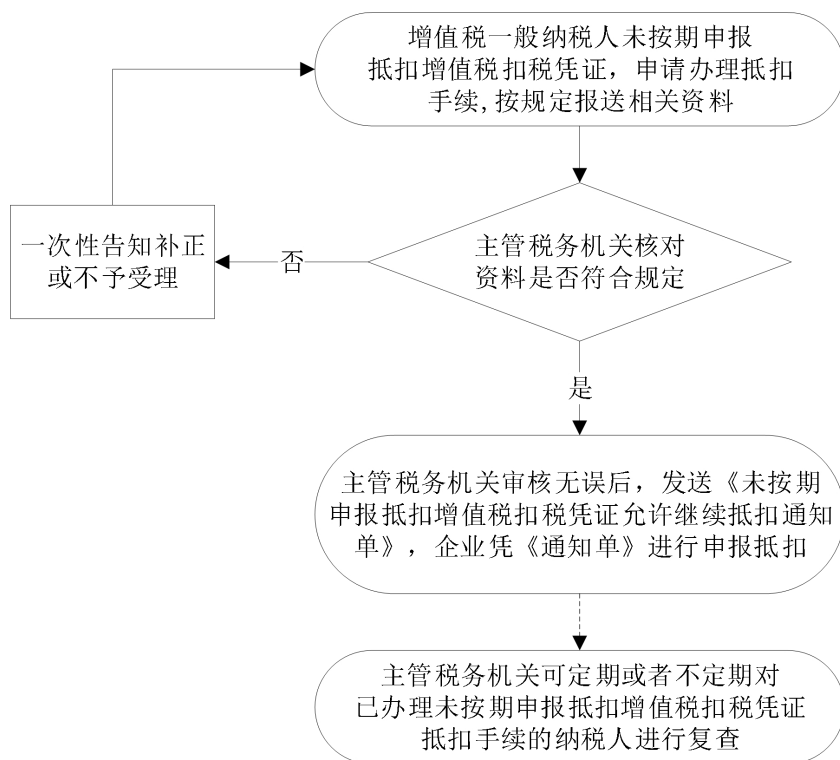 增值税一般纳税人未按期申报
抵扣增值税扣税凭证，申请办理抵扣
手续,按规定报送相关资料
一次性告知补正
或不予受理
否
主管税务机关核对
资料是否符合规定
是
主管税务机关审核无误后，发送《未按期
申报抵扣增值税扣税凭证允许继续抵扣通知
单》，企业凭《通知单》进行申报抵扣
主管税务机关可定期或者不定期对
已办理未按期申报抵扣增值税扣税凭证
抵扣手续的纳税人进行复查